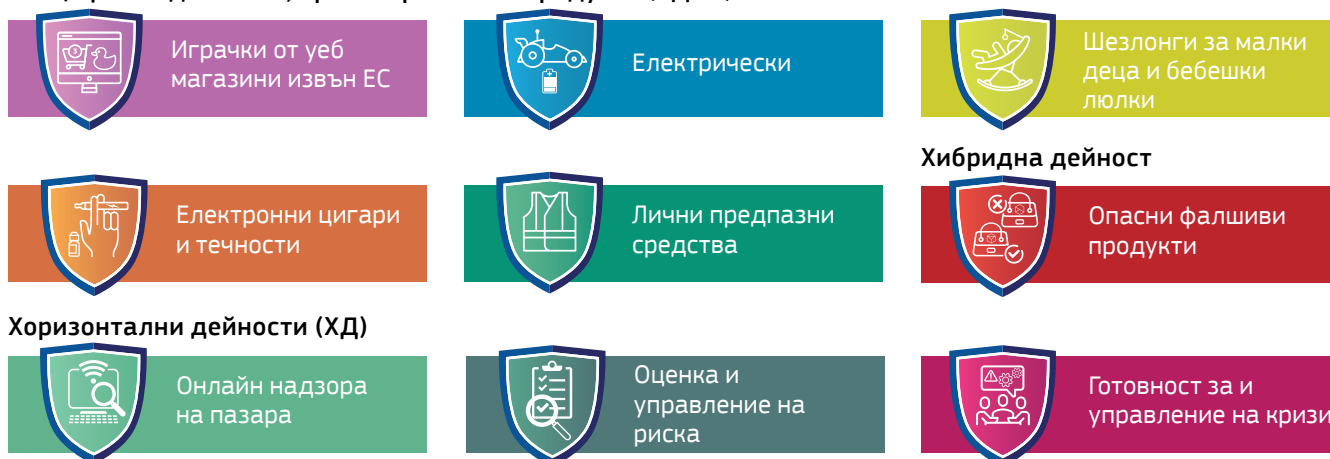 Играчки от уеб
магазини извън ЕС
Електрически
Шезлонги за малки
деца и бебешки
люлки
Хибридна дейност
Електронни цигари
и течности
Лични предпазни
средства
Опасни фалшиви
продукти
Хоризонтални дейности (ХД)
Онлайн надзора
на пазара
Оценка и
управление на
риска
Готовност за и
управление на кризи